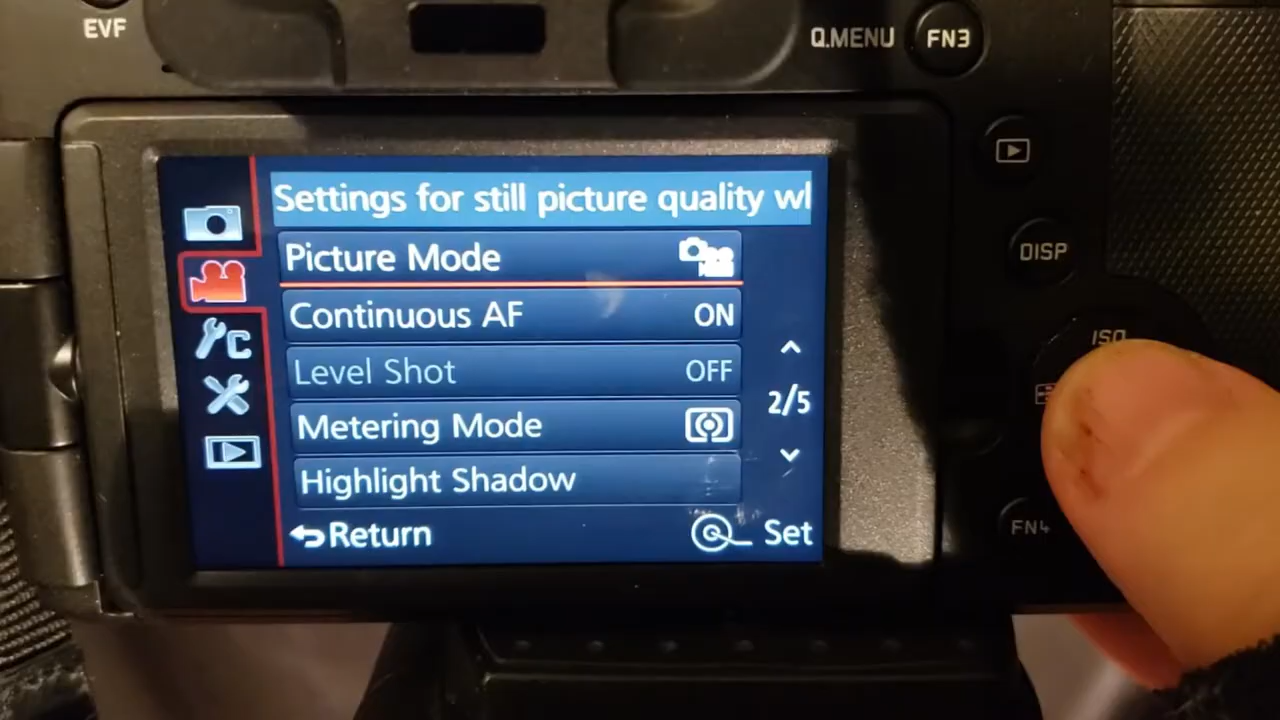 EVF
Q.MENU FN3
DISP
ISO
FN4
Settings for still picture quality wl
Picture Mode
Continuous AF ON
Level Shot OFF
Metering Mode
Highlight Shadow
2/5
Return
Set
C